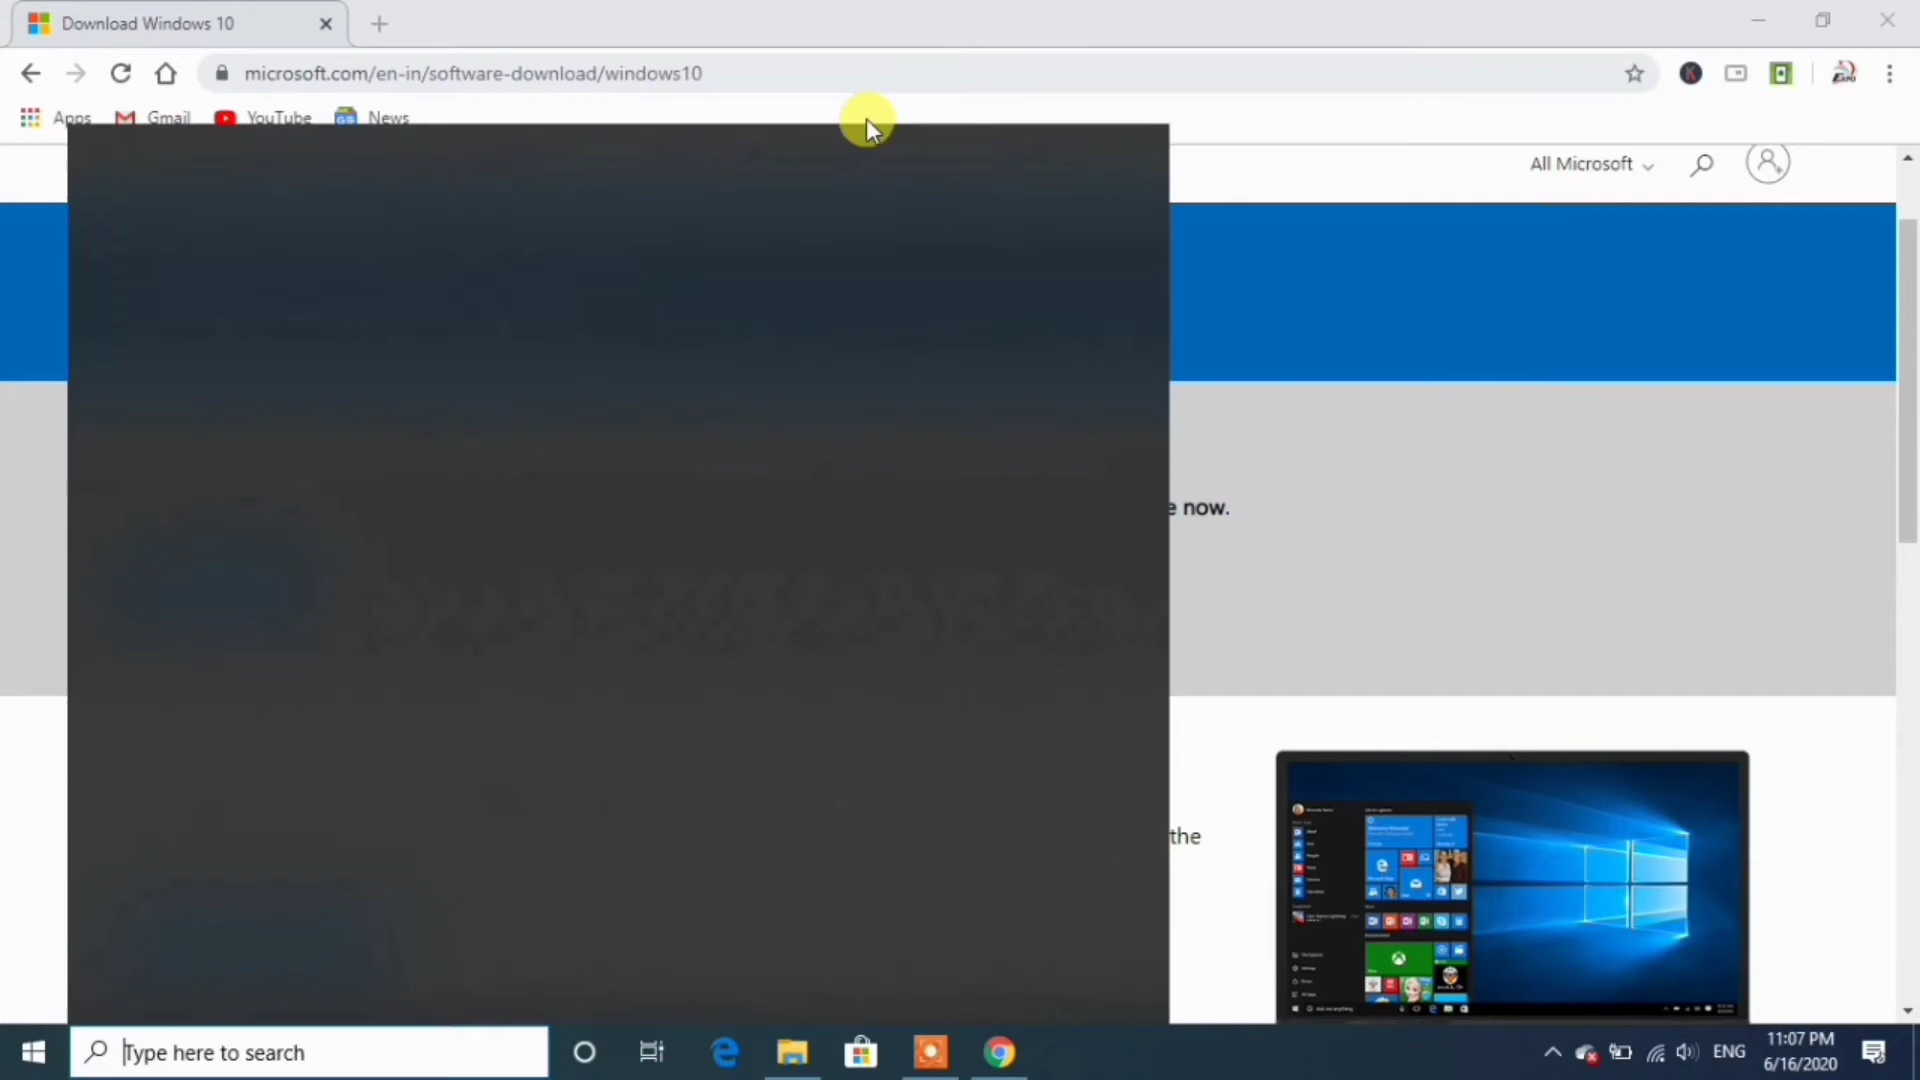 Download Windows 10
microsoft.com/en-in/software-download/windows10
Apps Gmail YouTube News
All Microsoft
now.
the
Type here to search
ENG
11:07 PM
6/16/2020